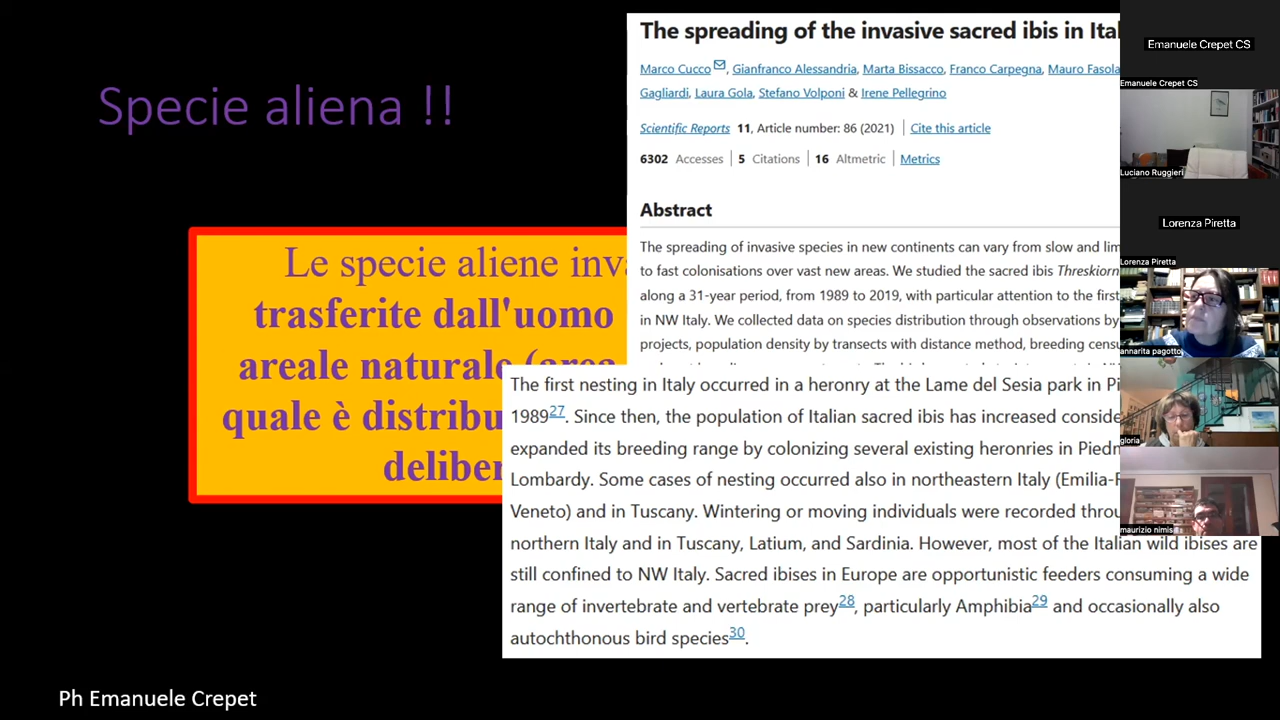 Specie aliena !!
Le specie aliene inv
trasferite dall'uomo
areale naturale (area
quale è distribu
deliber
The spreading of the invasive sacred ibis in Ital
Marco Cucco, Gianfranco Alessandria, Marta Bissacco, Franco Carpegna, Mauro Fasola
Gagliardi, Laura Gola, Stefano Volponi & Irene Pellegrino
Scientific Reports 11, Article number: 86 (2021) | Cite this article
6302 Accesses | 5 Citations | 16 Altmetric | Metrics
Abstract
The spreading of invasive species in new continents can vary from slow and lim
to fast colonisations over vast new areas. We studied the sacred ibis Threskiorn
along a 31-year period, from 1989 to 2019, with particular attention to the first
in NW Italy. We collected data on species distribution through observations by
projects, population density by transects with distance method, breeding censu
The first nesting in Italy occurred in a heronry at the Lame del Sesia park in Pi
198927. Since then, the population of Italian sacred ibis has increased conside
expanded its breeding range by colonizing several existing heronries in Piedm
Lombardy. Some cases of nesting occurred also in northeastern Italy (Emilia-R
Veneto) and in Tuscany. Wintering or moving individuals were recorded throu
northern Italy and in Tuscany, Latium, and Sardinia. However, most of the Italian wild ibises are
still confined to NW Italy. Sacred ibises in Europe are opportunistic feeders consuming a wide
range of invertebrate and vertebrate prey28, particularly Amphibia29 and occasionally also
autochthonous bird species30.
Ph Emanuele Crepet
Emanuele Crepet CS
Emanuele Crepet CS
Luciano Ruggieri
Lorenza Piretta
Lorenza Piretta
annarita pagotto
gloria
maurizio nimis